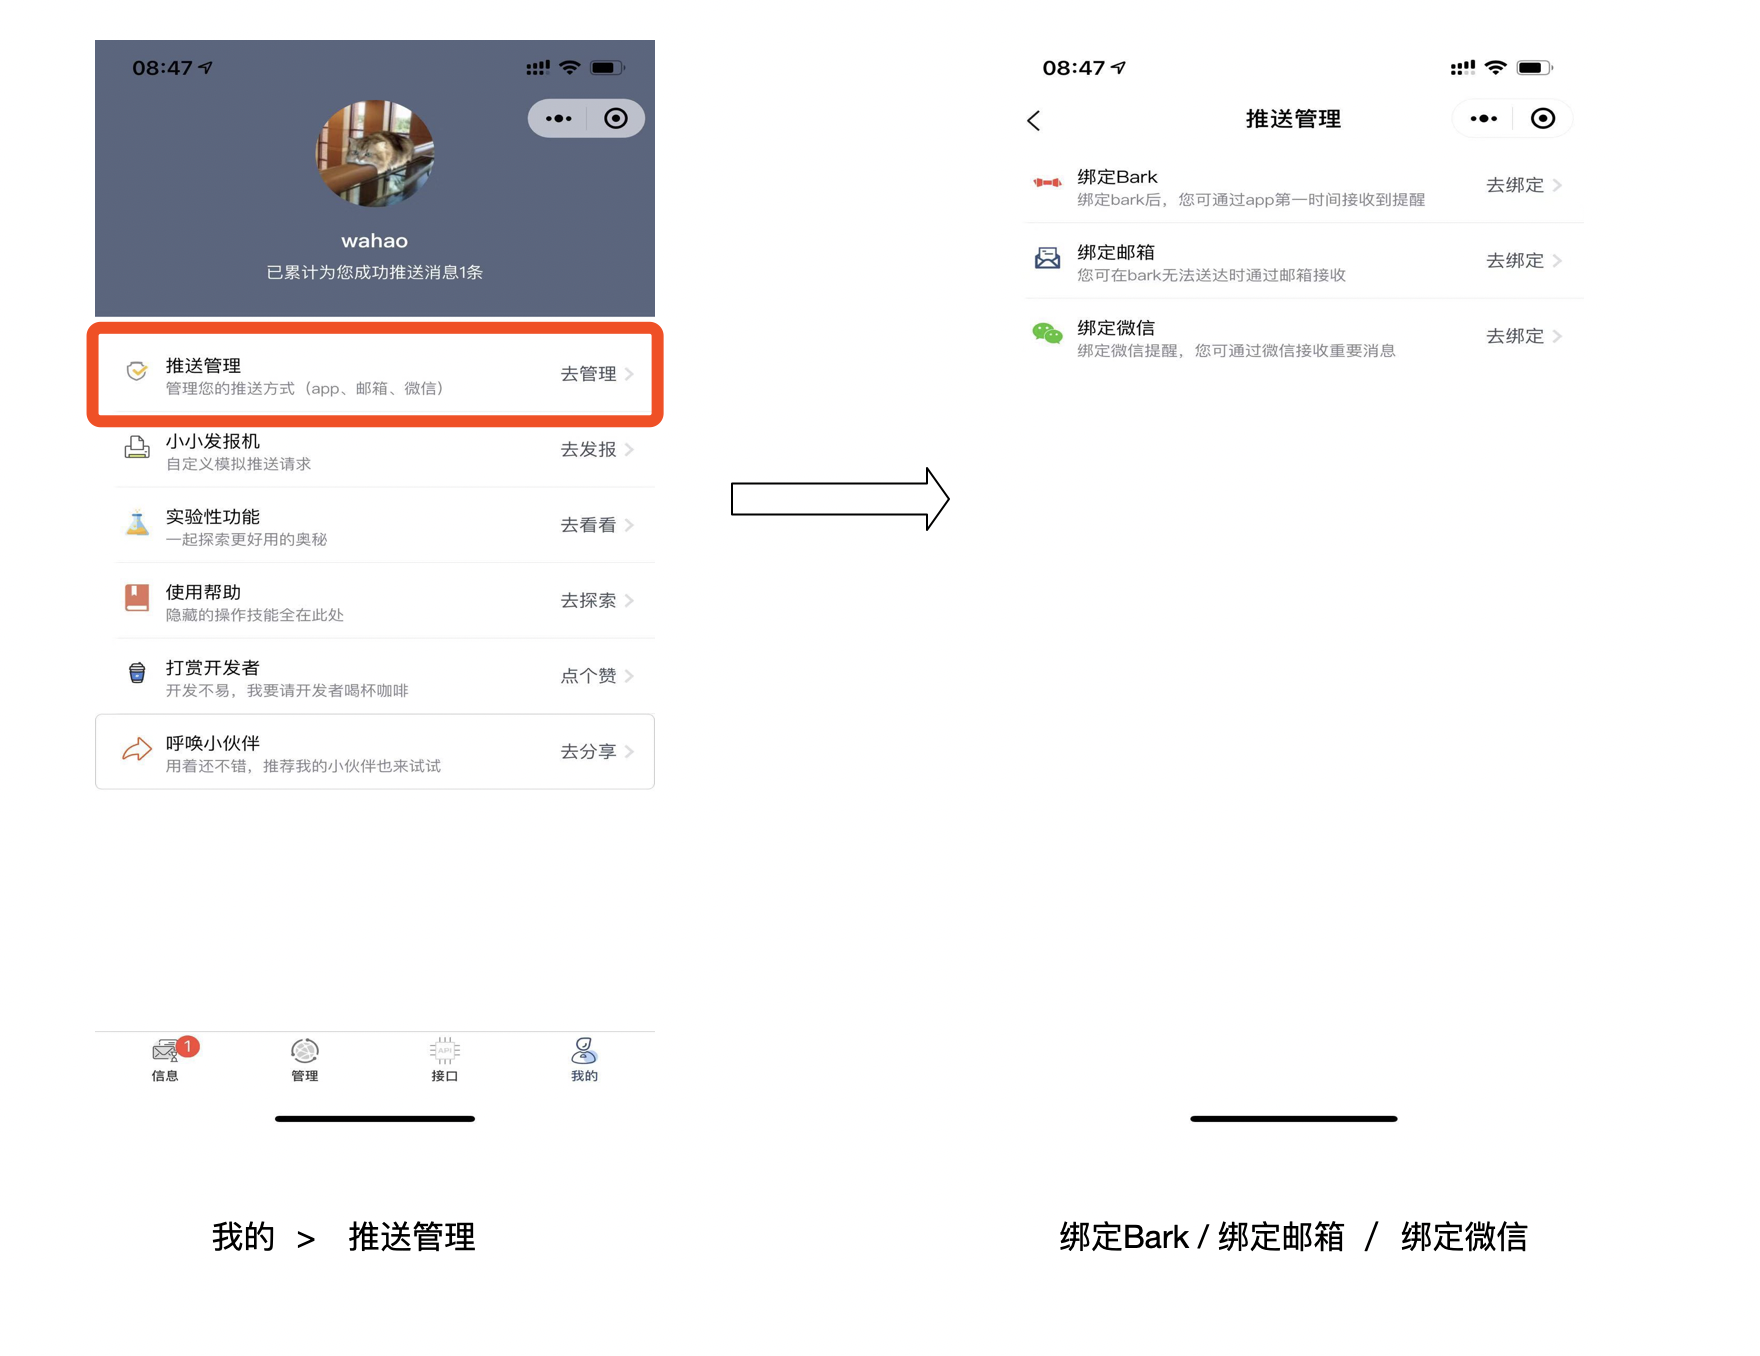 08:47
wahao
已累计为您成功推送消息1条
推送管理
管理您的推送方式（app、邮箱、微信）
去管理
小小发报机
自定义模拟推送请求
去发报
实验性功能
一起探索更好用的奥秘
去看看
使用帮助
隐藏的操作技能全在此处
去探索
打赏开发者
开发不易，我要请开发者喝杯咖啡
点个赞
呼唤小伙伴
用着还不错，推荐我的小伙伴也来试试
去分享
1
信息
管理
API
接口
我的
我的 > 推送管理
08:47
推送管理
绑定Bark
绑定bark后，您可通过app第一时间接收到提醒
去绑定
绑定邮箱
您可在bark无法送达时通过邮箱接收
去绑定
绑定微信
绑定微信提醒，您可通过微信接收重要消息
去绑定
绑定Bark / 绑定邮箱 / 绑定微信